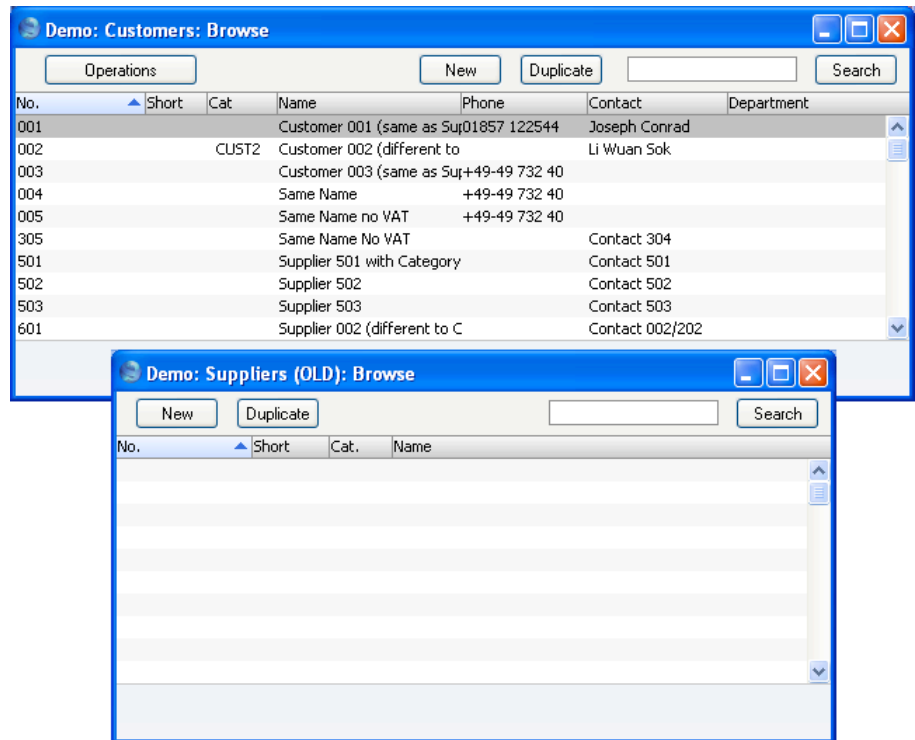 Demo: Customers: Browse
Operations New Duplicate Search
No. Short Cat Name Phone Contact Department
001 Customer 001 (same as Sup 01857 122544 Joseph Conrad
002 CUST2 Customer 002 (different to Li Wuan Sok
003 Customer 003 (same as Sup +49-49 732 40
004 Same Name +49-49 732 40
005 Same Name no VAT +49-49 732 40
305 Same Name No VAT Contact 304
501 Supplier 501 with Category Contact 501
502 Supplier 502 Contact 502
503 Supplier 503 Contact 503
601 Supplier 002 (different to C Contact 002/202
Demo: Suppliers (OLD): Browse
New Duplicate Search
No. Short Cat. Name